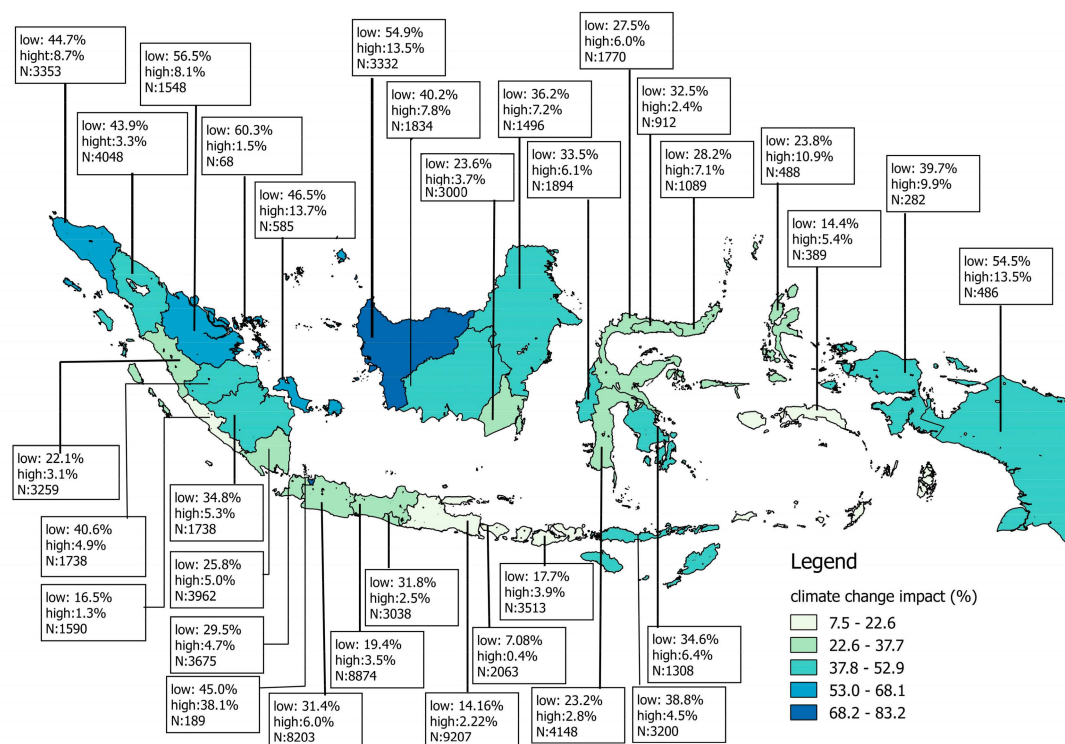 low: 44.7%
hight:8.7%
N:3353
low: 56.5%
high:8.1%
N:1548
low: 54.9%
high:13.5%
N:3332
low: 27.5%
high:6.0%
N:1770
low: 43.9%
hight:3.3%
N:4048
low: 60.3%
high:1.5%
N:68
low: 40.2%
high:7.8%
N:1834
low: 36.2%
high:7.2%
N:1496
low: 32.5%
high:2.4%
N:912
low: 46.5%
high:13.7%
N:585
low: 23.6%
high:3.7%
N:3000
low: 33.5%
high:6.1%
N:1894
low: 28.2%
high:7.1%
N:1089
low: 23.8%
high:10.9%
N:488
low: 39.7%
high:9.9%
N:282
low: 14.4%
high:5.4%
N:389
low: 54.5%
high:13.5%
N:486
low: 22.1%
high:3.1%
N:3259
low: 34.8%
high:5.3%
N:1738
low: 40.6%
high:4.9%
N:1738
low: 25.8%
high:5.0%
N:3962
low: 16.5%
high:1.3%
N:1590
low: 29.5%
high:4.7%
N:3675
low: 45.0%
high:38.1%
N:189
low: 31.4%
high:6.0%
N:8203
low: 19.4%
high:3.5%
N:8874
low: 31.8%
high:2.5%
N:3038
low: 14.16%
high:2.22%
N:9207
low: 7.08%
high:0.4%
N:2063
low: 17.7%
high:3.9%
N:3513
low: 23.2%
high:2.8%
N:4148
low: 38.8%
high:4.5%
N:3200
low: 34.6%
high:6.4%
N:1308
Legend
climate change impact (%)
7.5 - 22.6
22.6 - 37.7
37.8 - 52.9
53.0 - 68.1
68.2 - 83.2